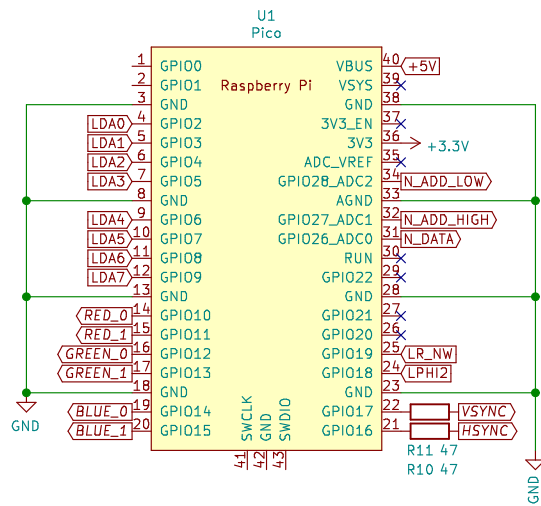 U1
Pico
Raspberry Pi
1 GPIO0
2 GPIO1
3 GND
LDA0 4 GPIO2
LDA1 5 GPIO3
LDA2 6 GPIO4
LDA3 7 GPIO5
8 GND
LDA4 9 GPIO6
LDA5 10 GPIO7
LDA6 11 GPIO8
LDA7 12 GPIO9
13 GND
RED_0 14 GPIO10
RED_1 15 GPIO11
GREEN_0 16 GPIO12
GREEN_1 17 GPIO13
18 GND
BLUE_0 19 GPIO14
BLUE_1 20 GPIO15
GND
VBUS 40 +5V
VSYS 39
GND 38
3V3_EN 37
3V3 36 +3.3V
ADC_VREF 35
GPIO28_ADC2 34 N_ADD_LOW
AGND 33
GPIO27_ADC1 32 N_ADD_HIGH
GPIO26_ADC0 31 N_DATA
RUN 30
GPIO22 29
GND 28
GPIO21 27
GPIO20 26
GPIO19 25 LR_NW
GPIO18 24 LPHI2
GND 23
GPIO17 22 VSYNC
GPIO16 21 HSYNC
R11 47
R10 47
SWCLK 41
GND 42
SWDIO 43
GND